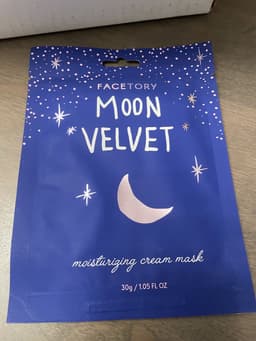 FACETORY
MOON
VELVET
moisturizing cream mask
30g / 1.05 FL OZ